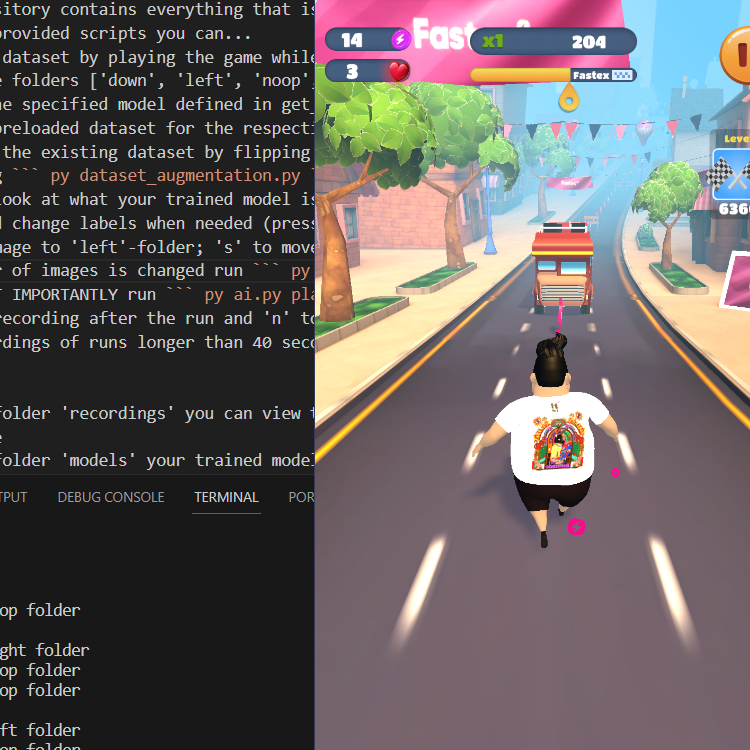 sitory contains everything that is
provided scripts you can...
dataset by playing the game while
e folders ['down', 'left', 'noop',
he specified model defined in get_
preloaded dataset for the respecti
the existing dataset by flipping
g ``` py dataset_augmentation.py `
look at what your trained model is
d change labels when needed (press
mage to 'left'-folder; 's' to move
r of images is changed run ``` py
T IMPORTANTLY run ``` py ai.py pla
recording after the run and 'n' to
rdings of runs longer than 40 seco
folder 'recordings' you can view t
e
folder 'models' your trained model
TPUT DEBUG CONSOLE TERMINAL POR
op folder
ght folder
op folder
op folder
ft folder
14
Fast
x1 204
3
Fastex
Leve
636